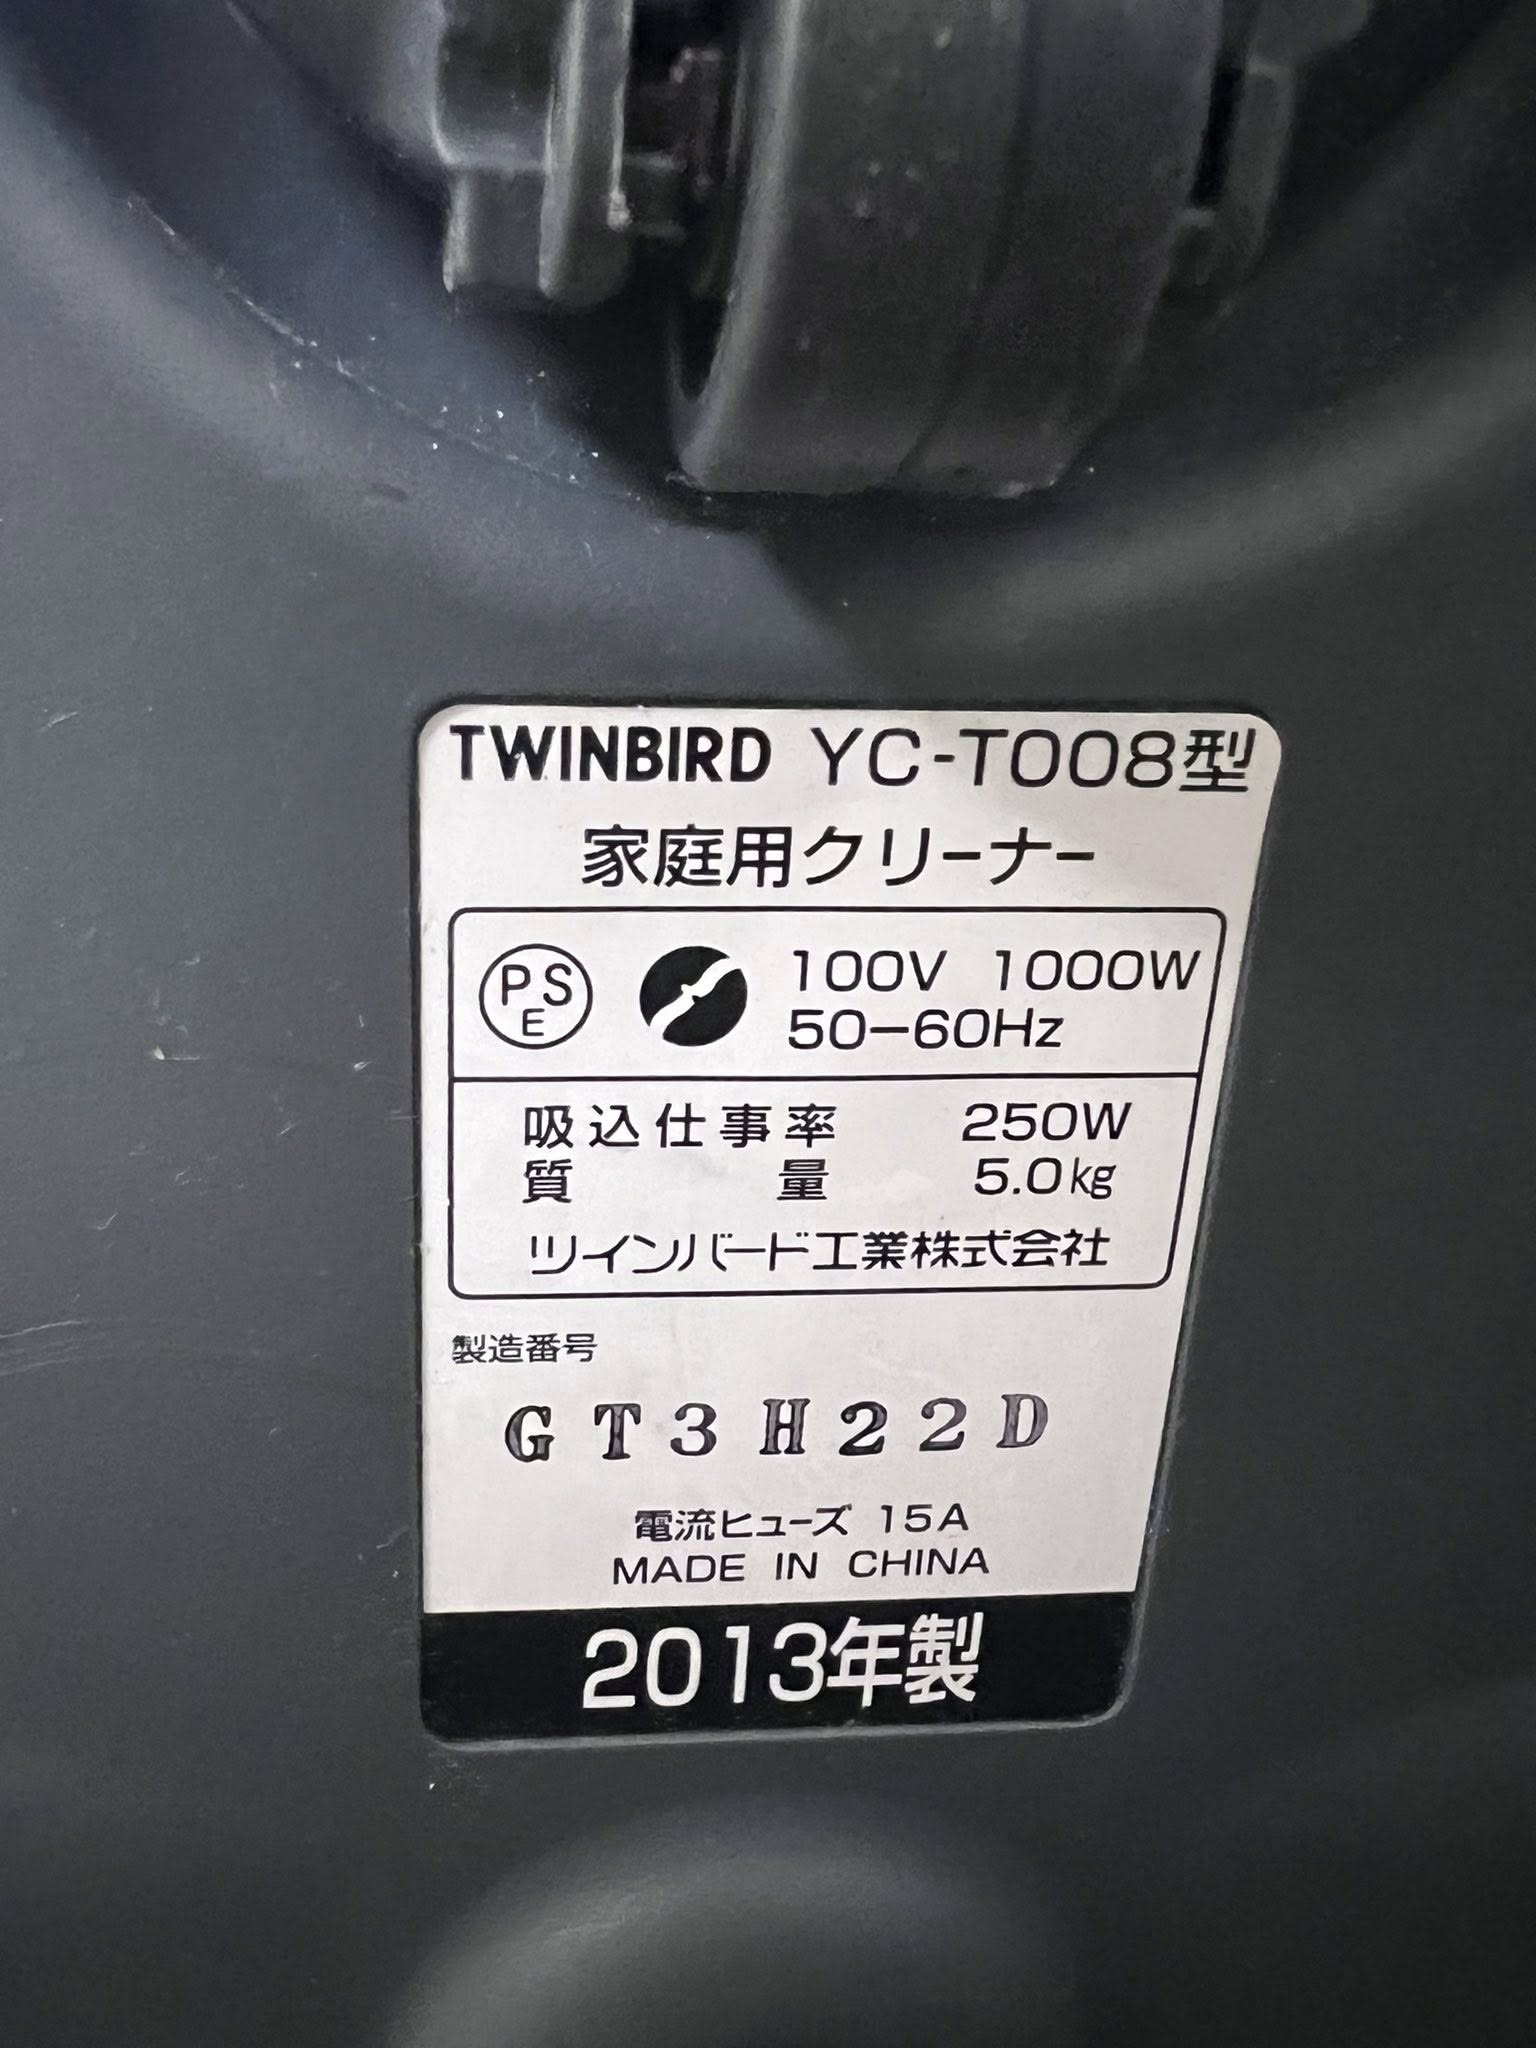 TWINBIRD YC-T008型
家庭用クリーナー
PSE 100V 1000W
50-60Hz
吸込仕事率 250W
質量 5.0kg
ツインバード工業株式会社
製造番号
GT3H22D
電流ヒューズ 15A
MADE IN CHINA
2013年製